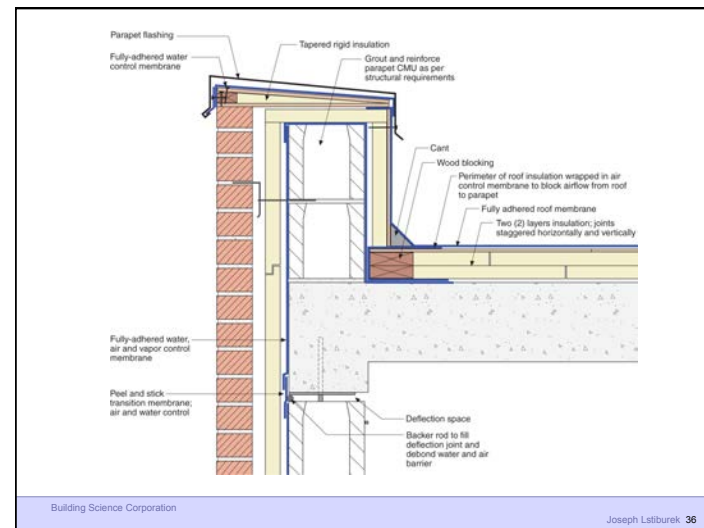 Parapet flashing
Fully-adhered water
control membrane
Tapered rigid insulation
Grout and reinforce
parapet CMU as per
structural requirements
Cant
Wood blocking
Perimeter of roof insulation wrapped in air
control membrane to block airflow from roof
to parapet
Fully adhered roof membrane
Two (2) layers insulation; joints
staggered horizontally and vertically
Fully-adhered water,
air and vapor control
membrane
Peel and stick
transition membrane;
air and water control
Deflection space
Backer rod to fill
deflection joint and
debond water and air
barrier
Building Science Corporation
Joseph Lstiburek 36